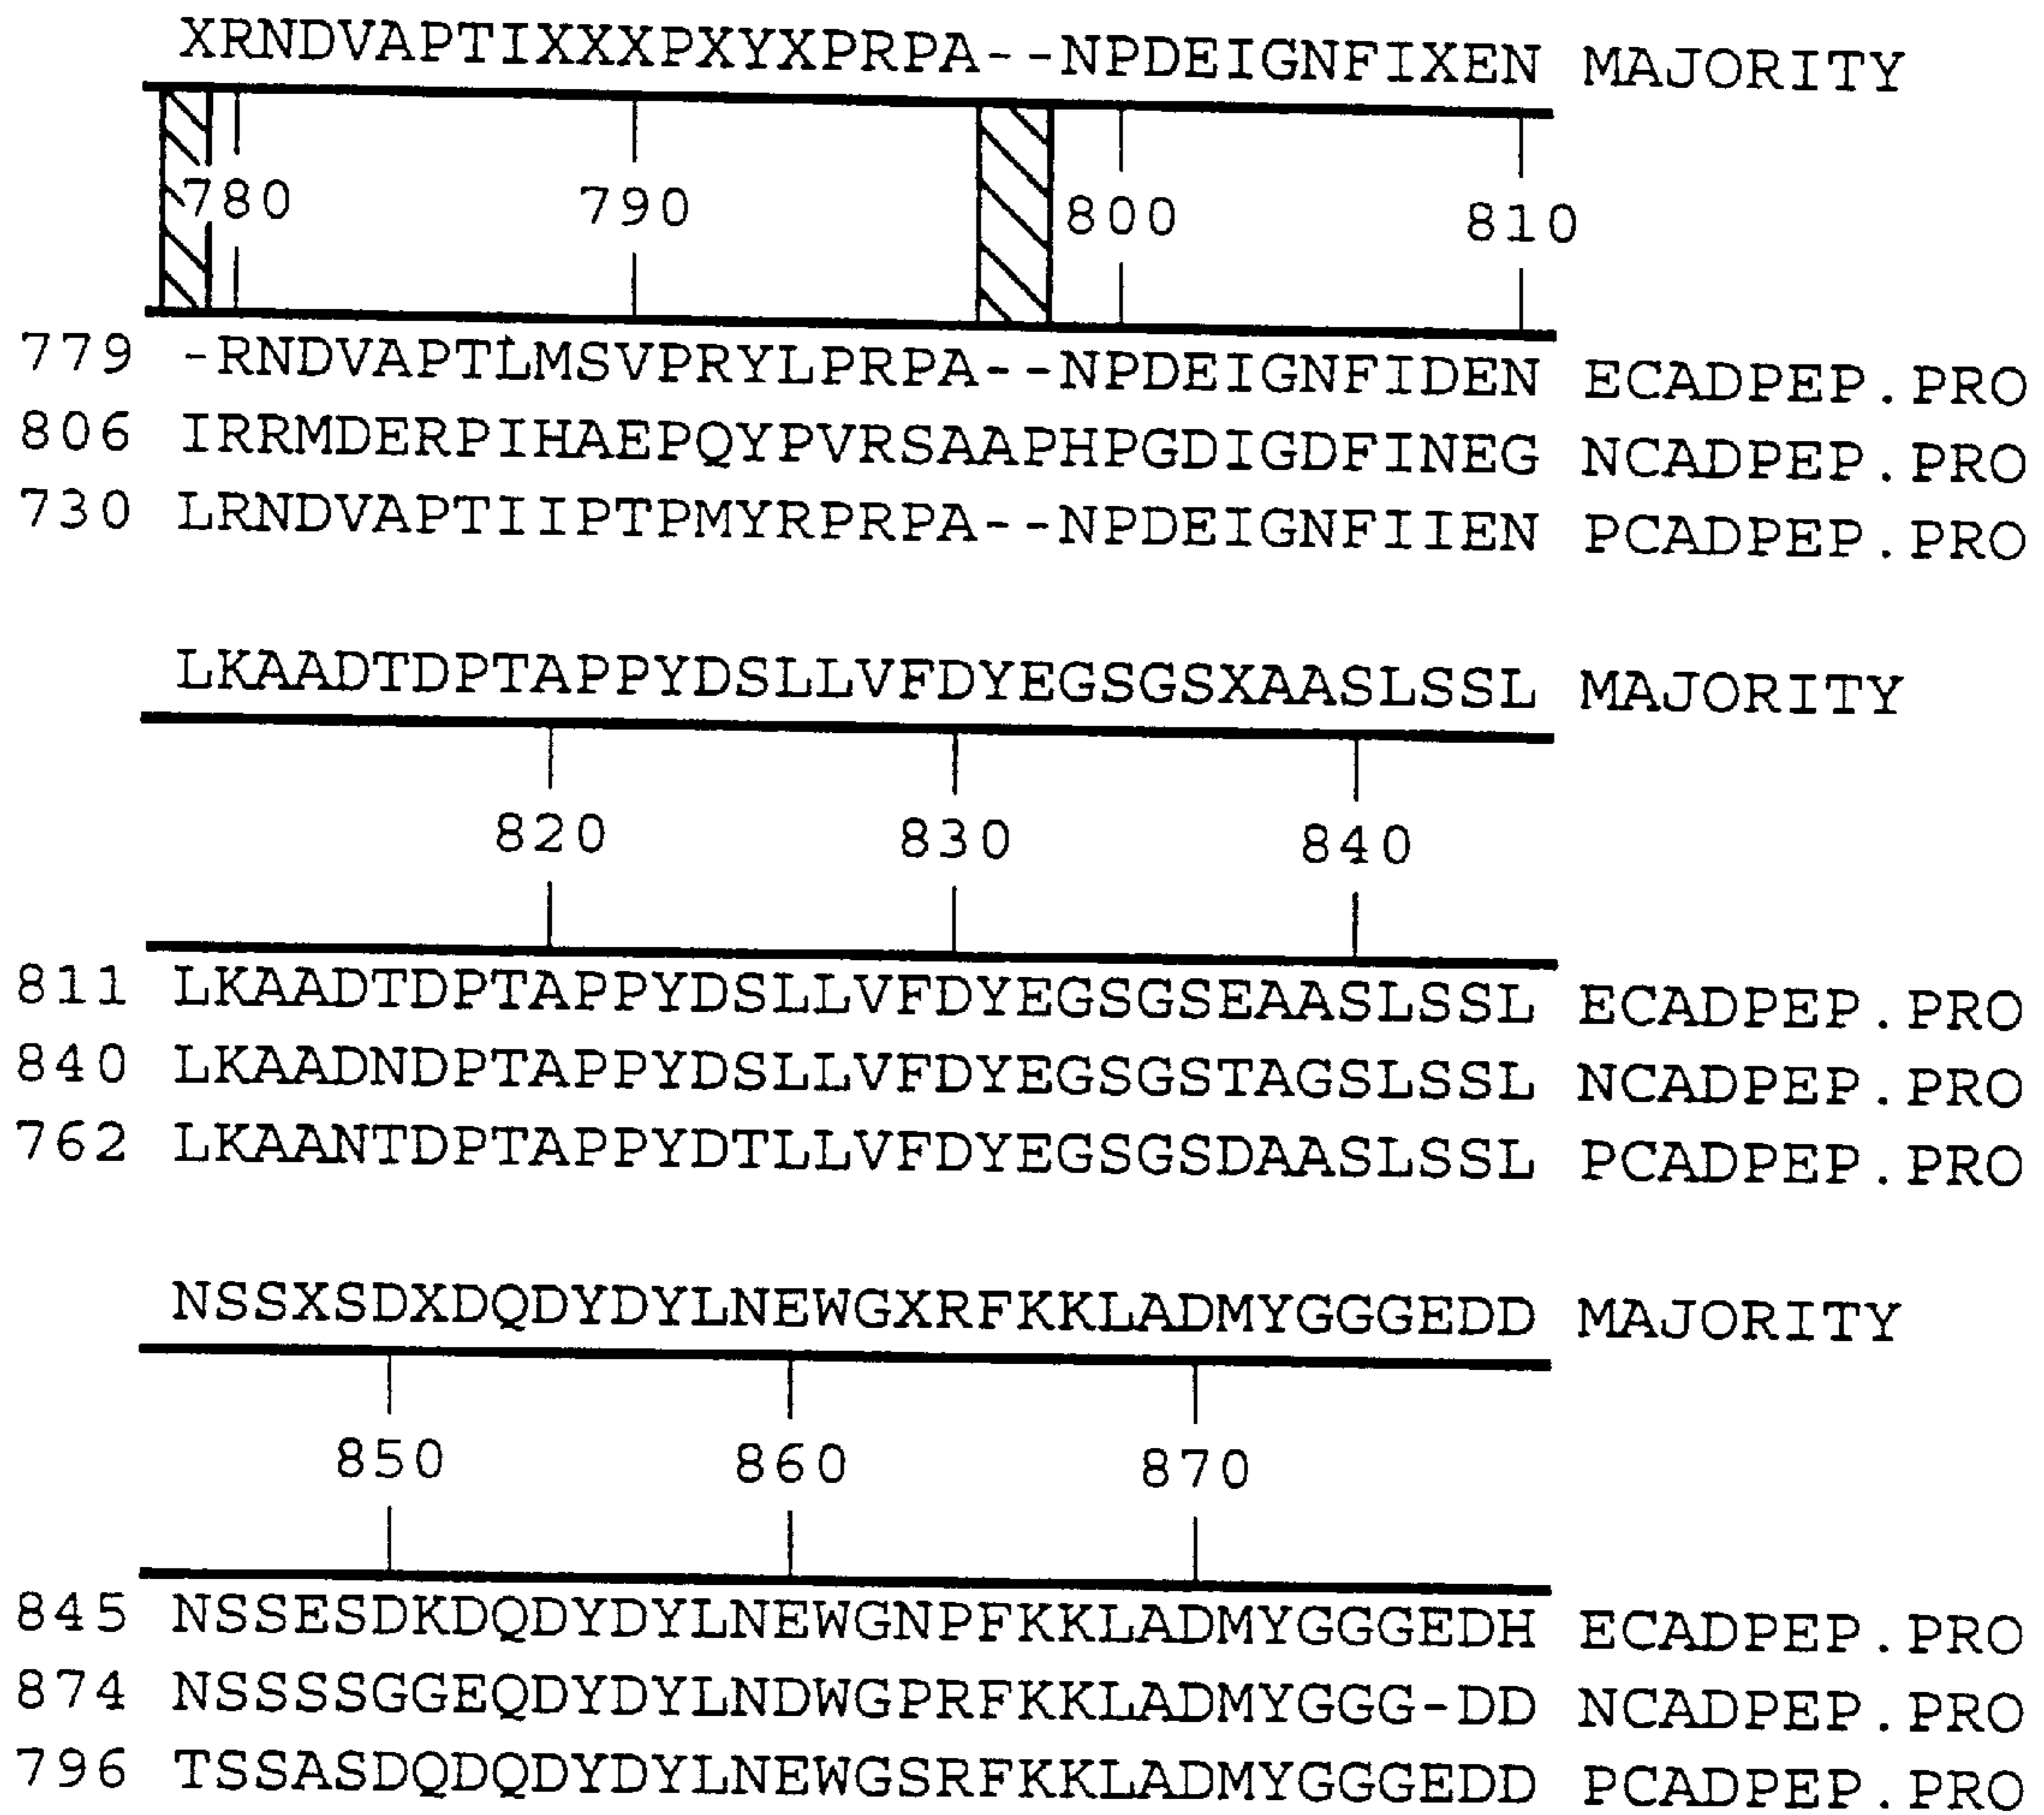 XRNDVAPTIXXXPXYXPRPA--NPDEIGNFIXEN MAJORITY
780 790 800 810
779 -RNDVAPTLMSVPRYLPRPA--NPDEIGNFIDEN ECADPEP.PRO
806 IRRMDERPIHAEPQYPVRSAAPHPGDIGDFINEG NCADPEP.PRO
730 LRNDVAPTIIPTPMYRPRPA--NPDEIGNFIIEN PCADPEP.PRO
LKAADTDPTAPPYDSLLVFDYEGSGSXAASLSSL MAJORITY
820 830 840
811 LKAADTDPTAPPYDSLLVFDYEGSGSEAASLSSL ECADPEP.PRO
840 LKAADNDPTAPPYDSLLVFDYEGSGSTAGSLSSL NCADPEP.PRO
762 LKAANTDPTAPPYDTLLVFDYEGSGSDAASLSSL PCADPEP.PRO
NSSXSDXDQDYDYLNEWGXRFKKLADMYGGGEDD MAJORITY
850 860 870
845 NSSESDKDQDYDYLNEWGNPFKKLADMYGGGEDH ECADPEP.PRO
874 NSSSSGGEQDYDYLNDWGPRFKKLADMYGGG-DD NCADPEP.PRO
796 TSSASDQDQDYDYLNEWGSRFKKLADMYGGGEDD PCADPEP.PRO